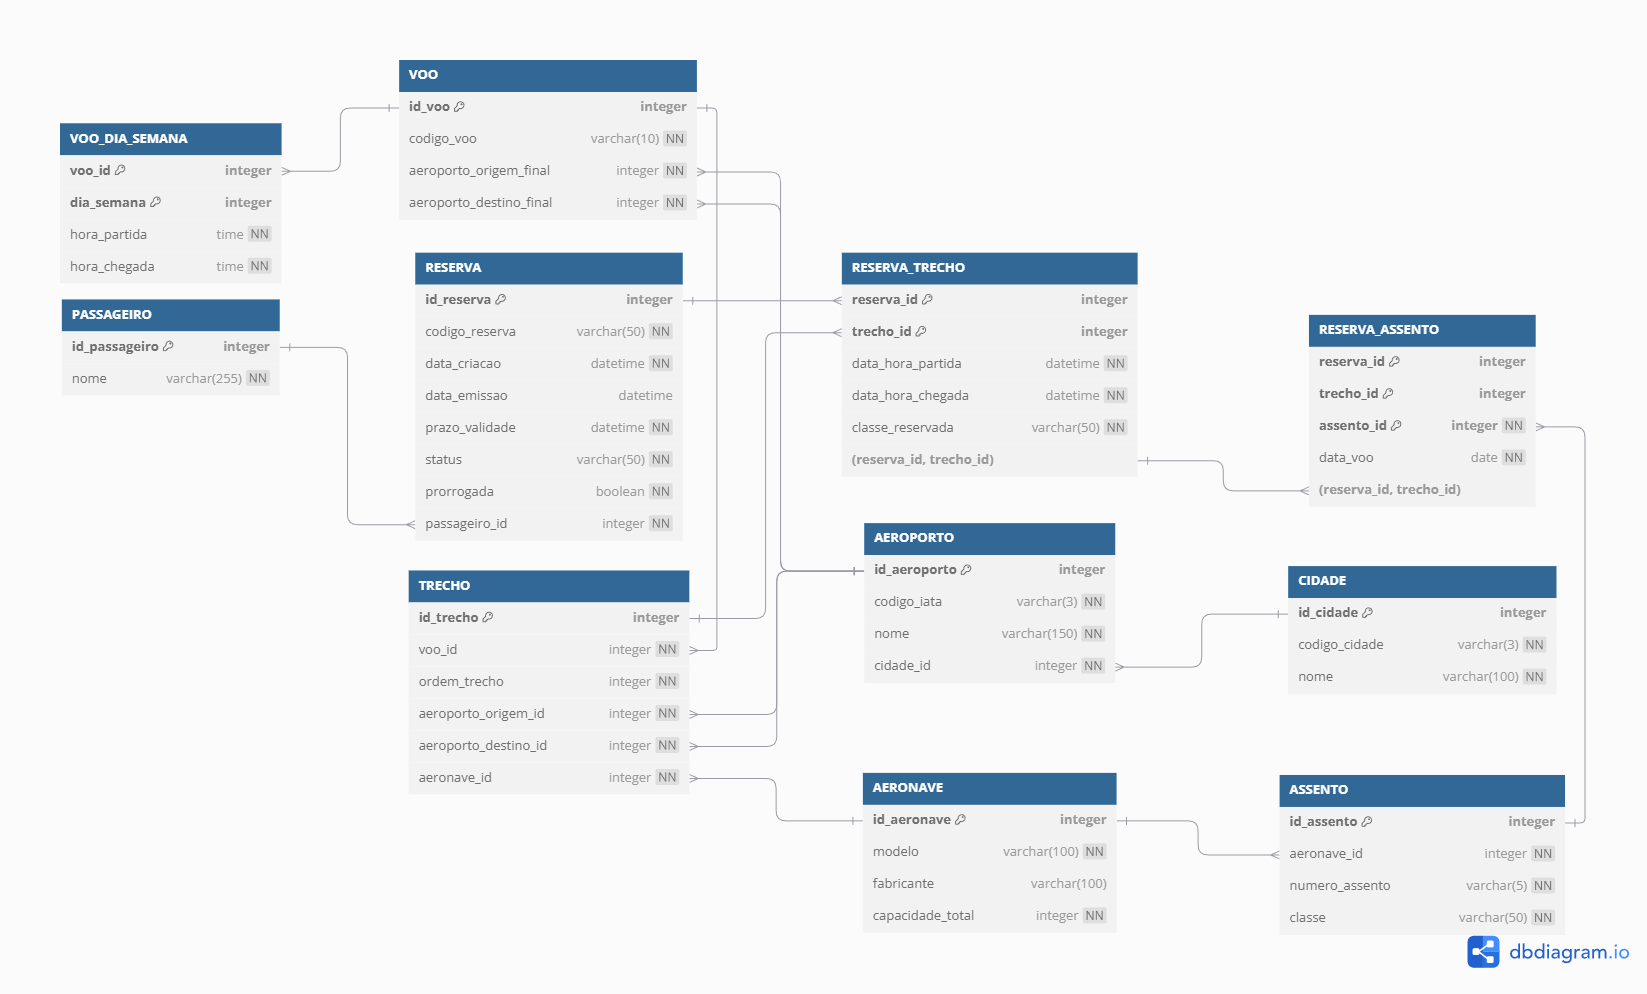 VOO
id_voo integer
codigo_voo varchar(10) NN
aeroporto_origem_final integer NN
aeroporto_destino_final integer NN
VOO_DIA_SEMANA
voo_id integer
dia_semana integer
hora_partida time NN
hora_chegada time NN
PASSAGEIRO
id_passageiro integer
nome varchar(255) NN
RESERVA
id_reserva integer
codigo_reserva varchar(50) NN
data_criacao datetime NN
data_emissao datetime
prazo_validade datetime NN
status varchar(50) NN
prorrogada boolean NN
passageiro_id integer NN
RESERVA_TRECHO
reserva_id integer
trecho_id integer
data_hora_partida datetime NN
data_hora_chegada datetime NN
classe_reservada varchar(50) NN
(reserva_id, trecho_id)
RESERVA_ASSENTO
reserva_id integer
trecho_id integer
assento_id integer NN
data_voo date NN
(reserva_id, trecho_id)
TRECHO
id_trecho integer
voo_id integer NN
ordem_trecho integer NN
aeroporto_origem_id integer NN
aeroporto_destino_id integer NN
aeronave_id integer NN
AEROPORTO
id_aeroporto integer
codigo_iata varchar(3) NN
nome varchar(150) NN
cidade_id integer NN
CIDADE
id_cidade integer
codigo_cidade varchar(3) NN
nome varchar(100) NN
AERONAVE
id_aeronave integer
modelo varchar(100) NN
fabricante varchar(100)
capacidade_total integer NN
ASSENTO
id_assento integer
aeronave_id integer NN
numero_assento varchar(5) NN
classe varchar(50) NN
dbdiagram.io